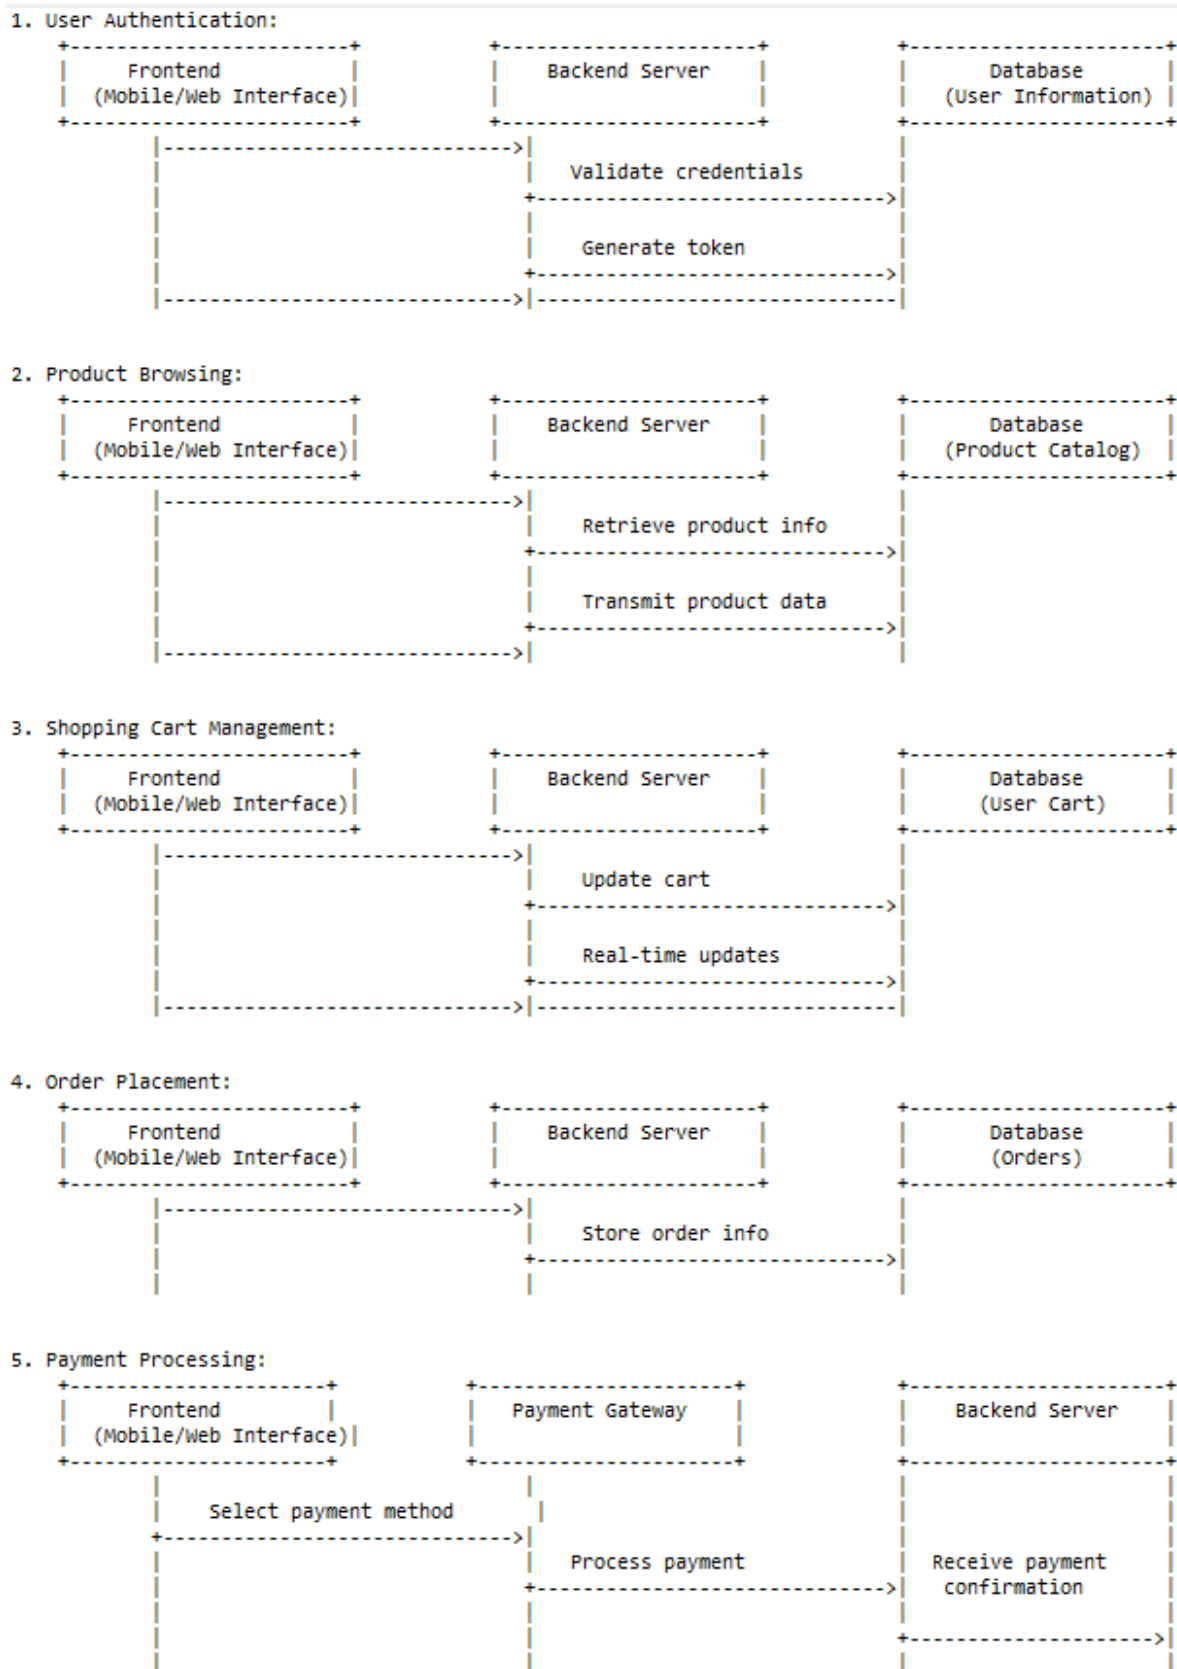 1. User Authentication:
Frontend Backend Server Database
(Mobile/Web Interface) (User Information)
Validate credentials
Generate token
2. Product Browsing:
Frontend Backend Server Database
(Mobile/Web Interface) (Product Catalog)
Retrieve product info
Transmit product data
3. Shopping Cart Management:
Frontend Backend Server Database
(Mobile/Web Interface) (User Cart)
Update cart
Real-time updates
4. Order Placement:
Frontend Backend Server Database
(Mobile/Web Interface) (Orders)
Store order info
5. Payment Processing:
Frontend Payment Gateway Backend Server
(Mobile/Web Interface)
Select payment method
Process payment Receive payment
confirmation